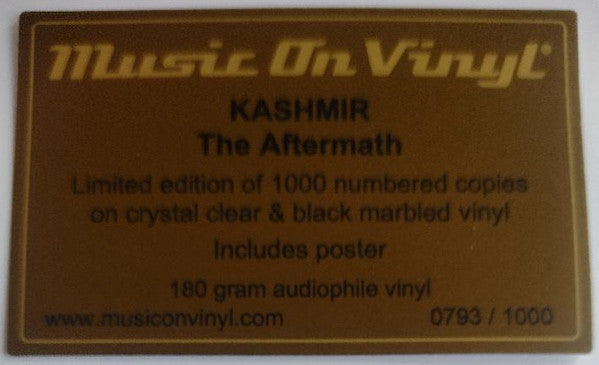 Music On Vinyl®
KASHMIR
The Aftermath
Limited edition of 1000 numbered copies
on crystal clear & black marbled vinyl
Includes poster
180 gram audiophile vinyl
www.musiconvinyl.com 0793 / 1000